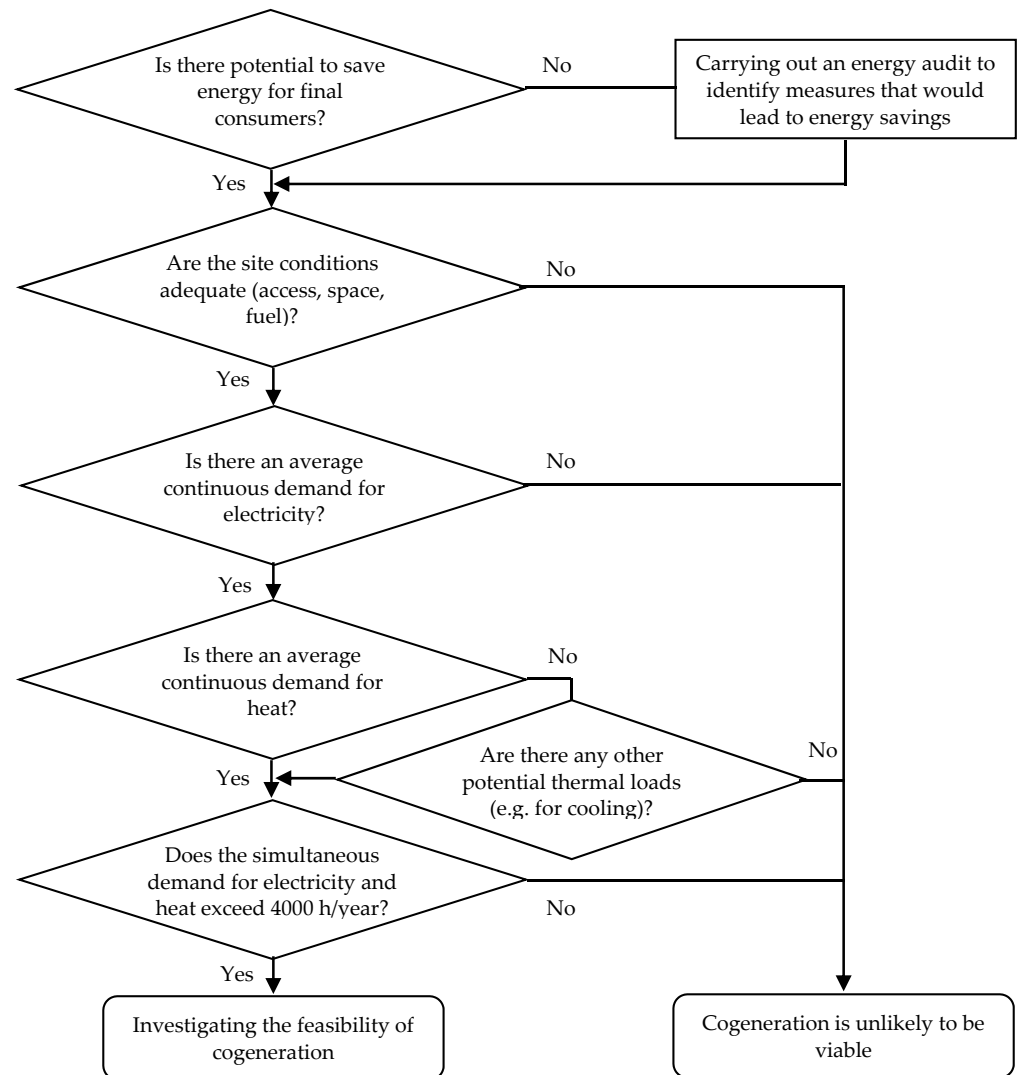 Is there potential to save
energy for final
consumers?
No
Carrying out an energy audit to
identify measures that would
lead to energy savings
Yes
Are the site conditions
adequate (access, space,
fuel)?
No
Yes
Is there an average
continuous demand for
electricity?
No
Yes
Is there an average
continuous demand for
heat?
No
Are there any other
potential thermal loads
(e.g. for cooling)?
No
Yes
Does the simultaneous
demand for electricity and
heat exceed 4000 h/year?
No
Yes
Investigating the feasibility of
cogeneration
Cogeneration is unlikely to be
viable